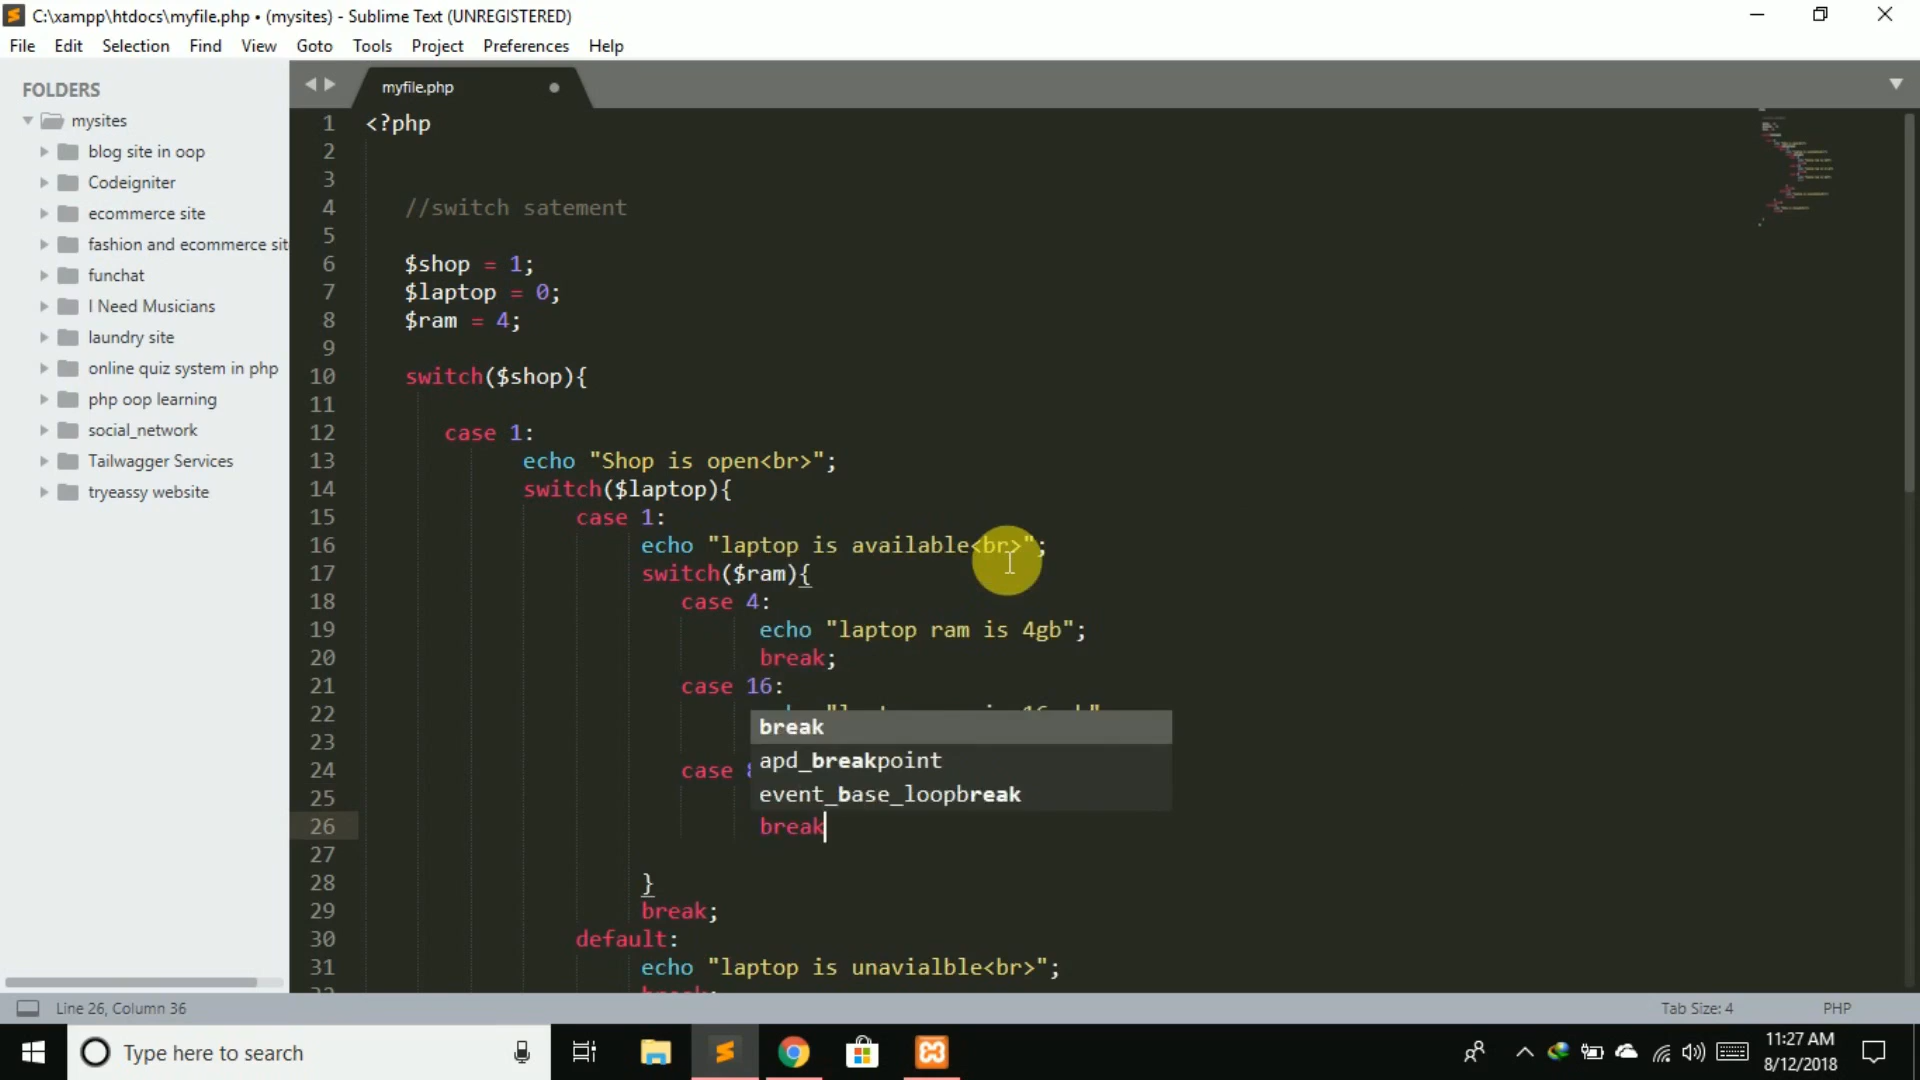 C:\xampp\htdocs\myfile.php • (mysites) - Sublime Text (UNREGISTERED)
File Edit Selection Find View Goto Tools Project Preferences Help
FOLDERS
mysites
blog site in oop
Codeigniter
ecommerce site
fashion and ecommerce sit
funchat
I Need Musicians
laundry site
online quiz system in php
php oop learning
social_network
Tailwagger Services
tryeassy website
myfile.php
1 <?php
2
3
4 //switch satement
5
6 $shop = 1;
7 $laptop = 0;
8 $ram = 4;
9
10 switch($shop){
11
12 case 1:
13 echo "Shop is open<br>";
14 switch($laptop){
15 case 1:
16 echo "laptop is available<br>";
17 switch($ram){
18 case 4:
19 echo "laptop ram is 4gb";
20 break;
21 case 16:
22
23
24 case
25
26 break
27
28 }
29 break;
30 default:
31 echo "laptop is unavialble<br>";
break
apd_breakpoint
event_base_loopbreak
Line 26, Column 36
Tab Size: 4
PHP
Type here to search
11:27 AM
8/12/2018